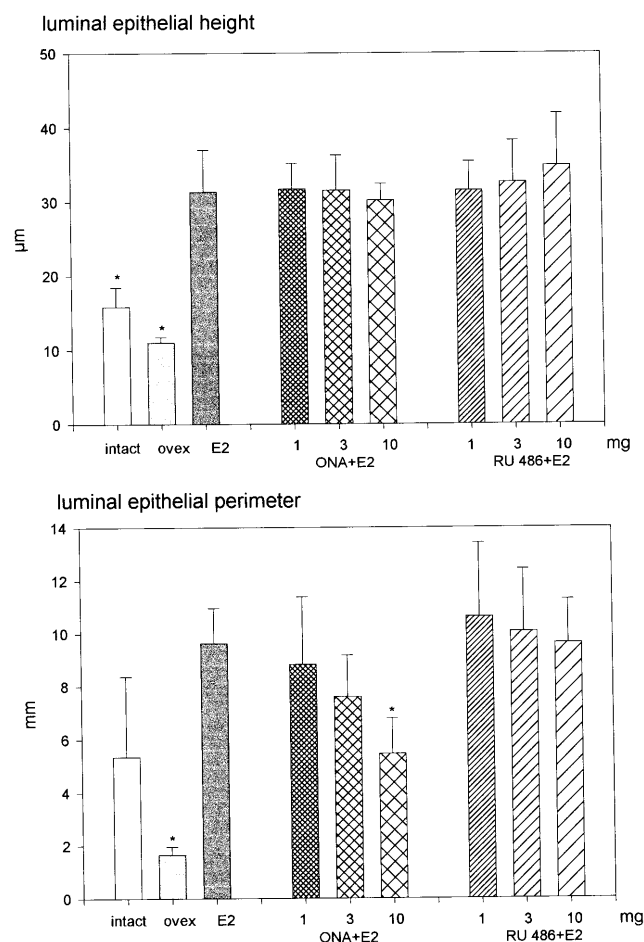 luminal epithelial height
50
40
30
20
10
0
µm
*
*
intact ovex E2 1 3 10 1 3 10 mg
ONA+E2 RU 486+E2
luminal epithelial perimeter
14
12
10
8
6
4
2
0
mm
*
*
intact ovex E2 1 3 10 1 3 10 mg
ONA+E2 RU 486+E2